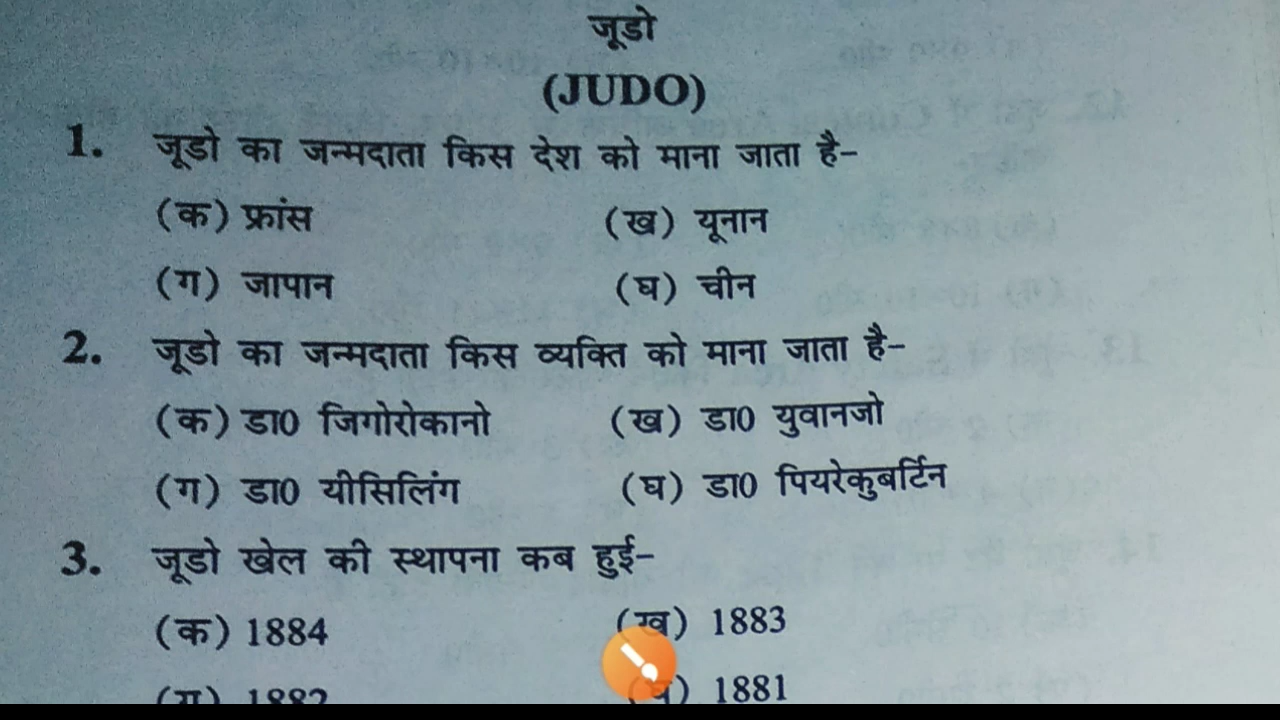 जूडो
(JUDO)
1. जूडो का जन्मदाता किस देश को माना जाता है-
(क) फ्रांस (ख) यूनान
(ग) जापान (घ) चीन
2. जूडो का जन्मदाता किस व्यक्ति को माना जाता है-
(क) डा0 जिगोरोकानो (ख) डा0 युवानजो
(ग) डा0 यीसिलिंग (घ) डा0 पियरेकुबर्टिन
3. जूडो खेल की स्थापना कब हुई-
(क) 1884 (ख) 1883
(ग) 1882 (घ) 1881